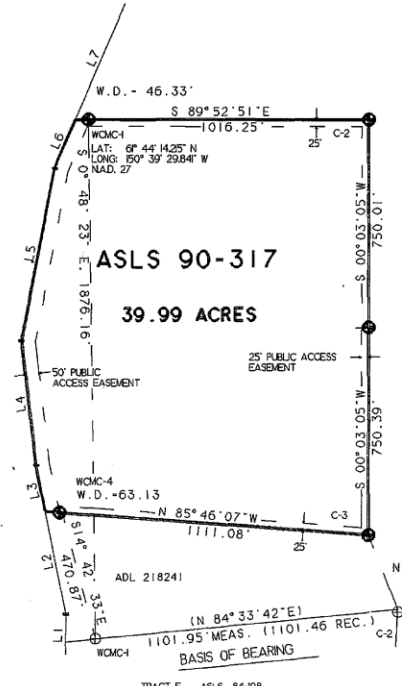 L7
W.D.- 46.33'
S 89° 52' 51" E
1016.25'
C-2
25'
WCMC-1
LAT: 61° 44' 14.25" N
LONG: 150° 39' 29.841" W
N.A.D. 27
L6
S 0° 48' 23" E. 1876.16'
S 00°03'05" W
750.01'
L5
ASLS 90-317
39.99 ACRES
50' PUBLIC
ACCESS EASEMENT
25' PUBLIC ACCESS
EASEMENT
L4
S 00°03'05" W
750.39'
WCMC-4
W.D.=63.13
L3
N 85°46'07" W
1111.08'
C-3
25'
L2
S 14° 42' 33" E
470.87'
ADL 218241
N
(N 84°33'42"E)
1101.95' MEAS. (1101.46 REC.)
C-2
L1
WCMC-1
BASIS OF BEARING